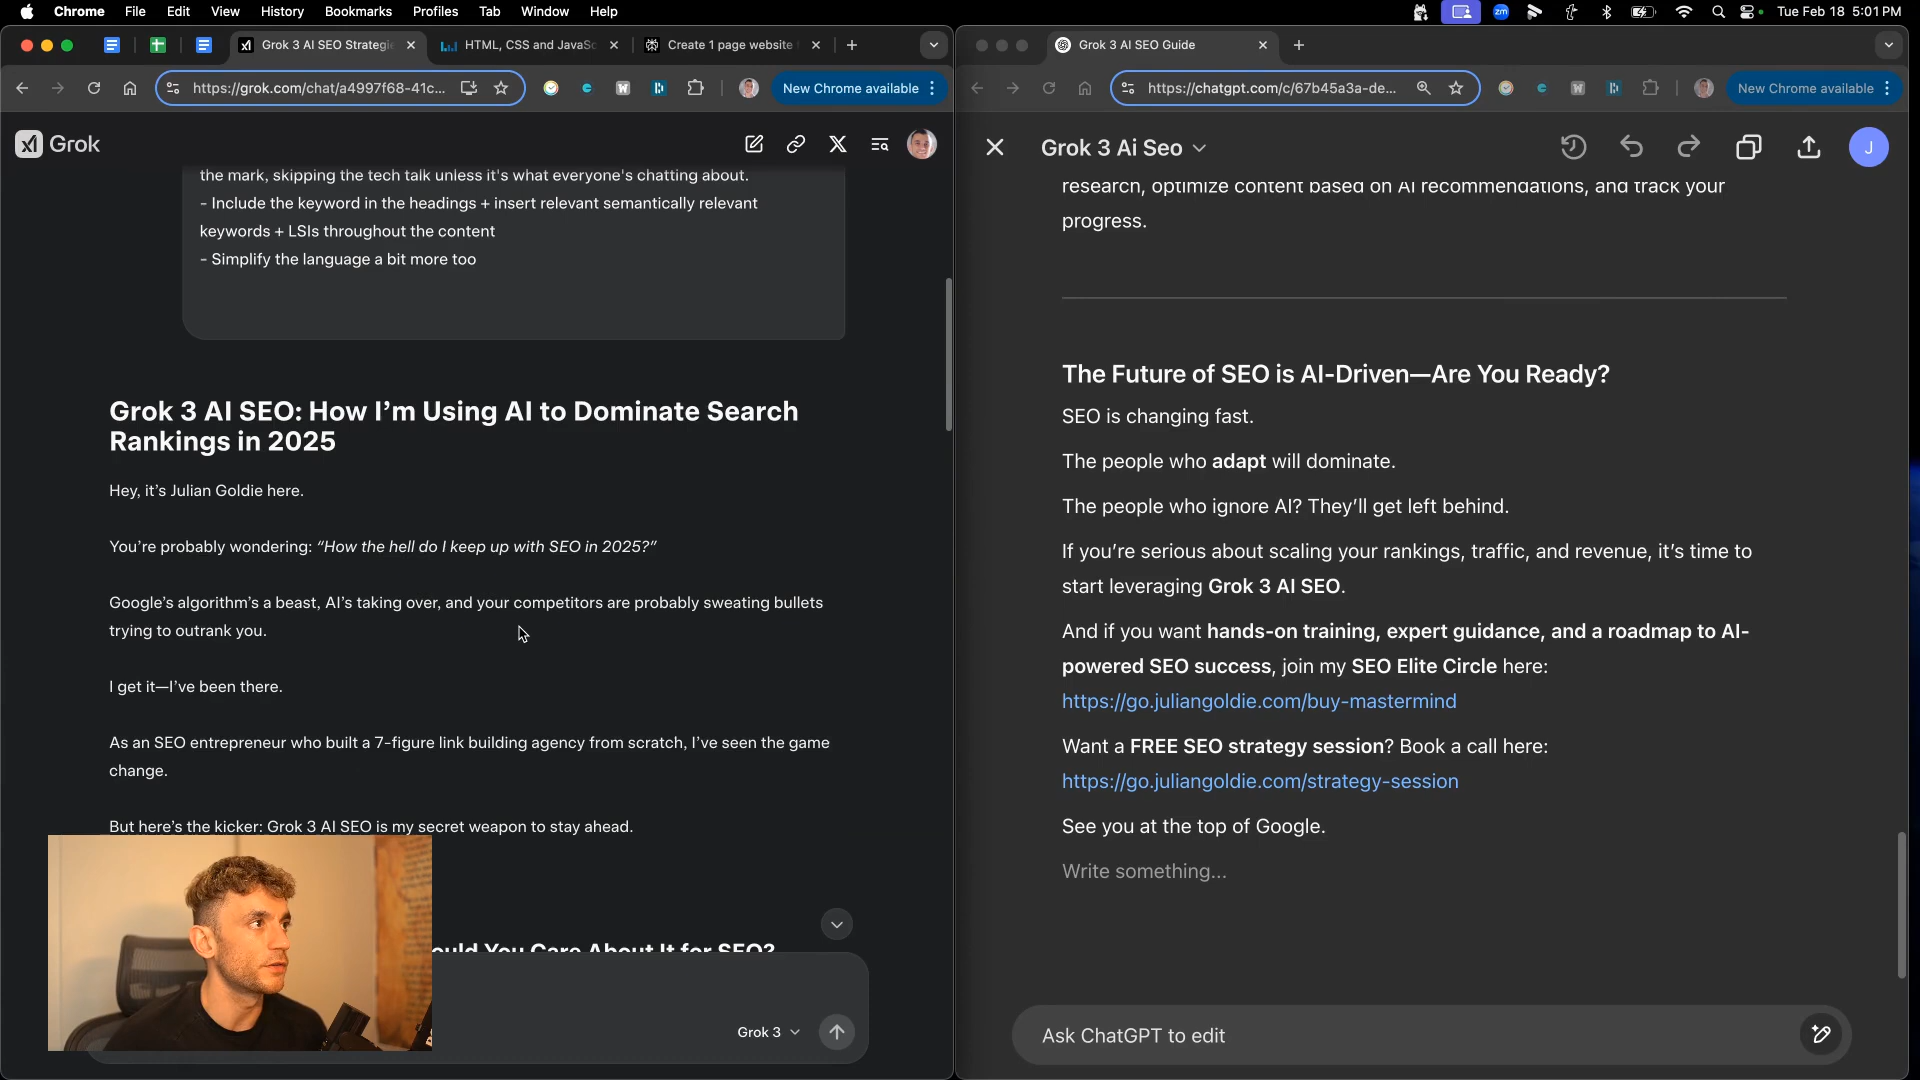 Chrome File Edit View History Bookmarks Profiles Tab Window Help
zm
Tue Feb 18 5:01 PM
Grok 3 AI SEO Strategie
HTML, CSS and JavaSc
Create 1 page website
Grok 3 AI SEO Guide
https://grok.com/chat/a4997f68-41c...
New Chrome available
https://chatgpt.com/c/67b45a3a-de...
New Chrome available
Grok
the mark, skipping the tech talk unless it's what everyone's chatting about.
- Include the keyword in the headings + insert relevant semantically relevant
keywords + LSIs throughout the content
- Simplify the language a bit more too
Grok 3 AI SEO: How I’m Using AI to Dominate Search
Rankings in 2025
Hey, it’s Julian Goldie here.
You’re probably wondering: “How the hell do I keep up with SEO in 2025?”
Google’s algorithm’s a beast, AI’s taking over, and your competitors are probably sweating bullets
trying to outrank you.
I get it—I’ve been there.
As an SEO entrepreneur who built a 7-figure link building agency from scratch, I’ve seen the game
change.
But here’s the kicker: Grok 3 AI SEO is my secret weapon to stay ahead.
ould You Care About It for SEO?
Grok 3
Grok 3 Ai Seo
J
research, optimize content based on AI recommendations, and track your
progress.
The Future of SEO is AI-Driven—Are You Ready?
SEO is changing fast.
The people who adapt will dominate.
The people who ignore AI? They’ll get left behind.
If you’re serious about scaling your rankings, traffic, and revenue, it’s time to
start leveraging Grok 3 AI SEO.
And if you want hands-on training, expert guidance, and a roadmap to AI-
powered SEO success, join my SEO Elite Circle here:
https://go.juliangoldie.com/buy-mastermind
Want a FREE SEO strategy session? Book a call here:
https://go.juliangoldie.com/strategy-session
See you at the top of Google.
Write something...
Ask ChatGPT to edit